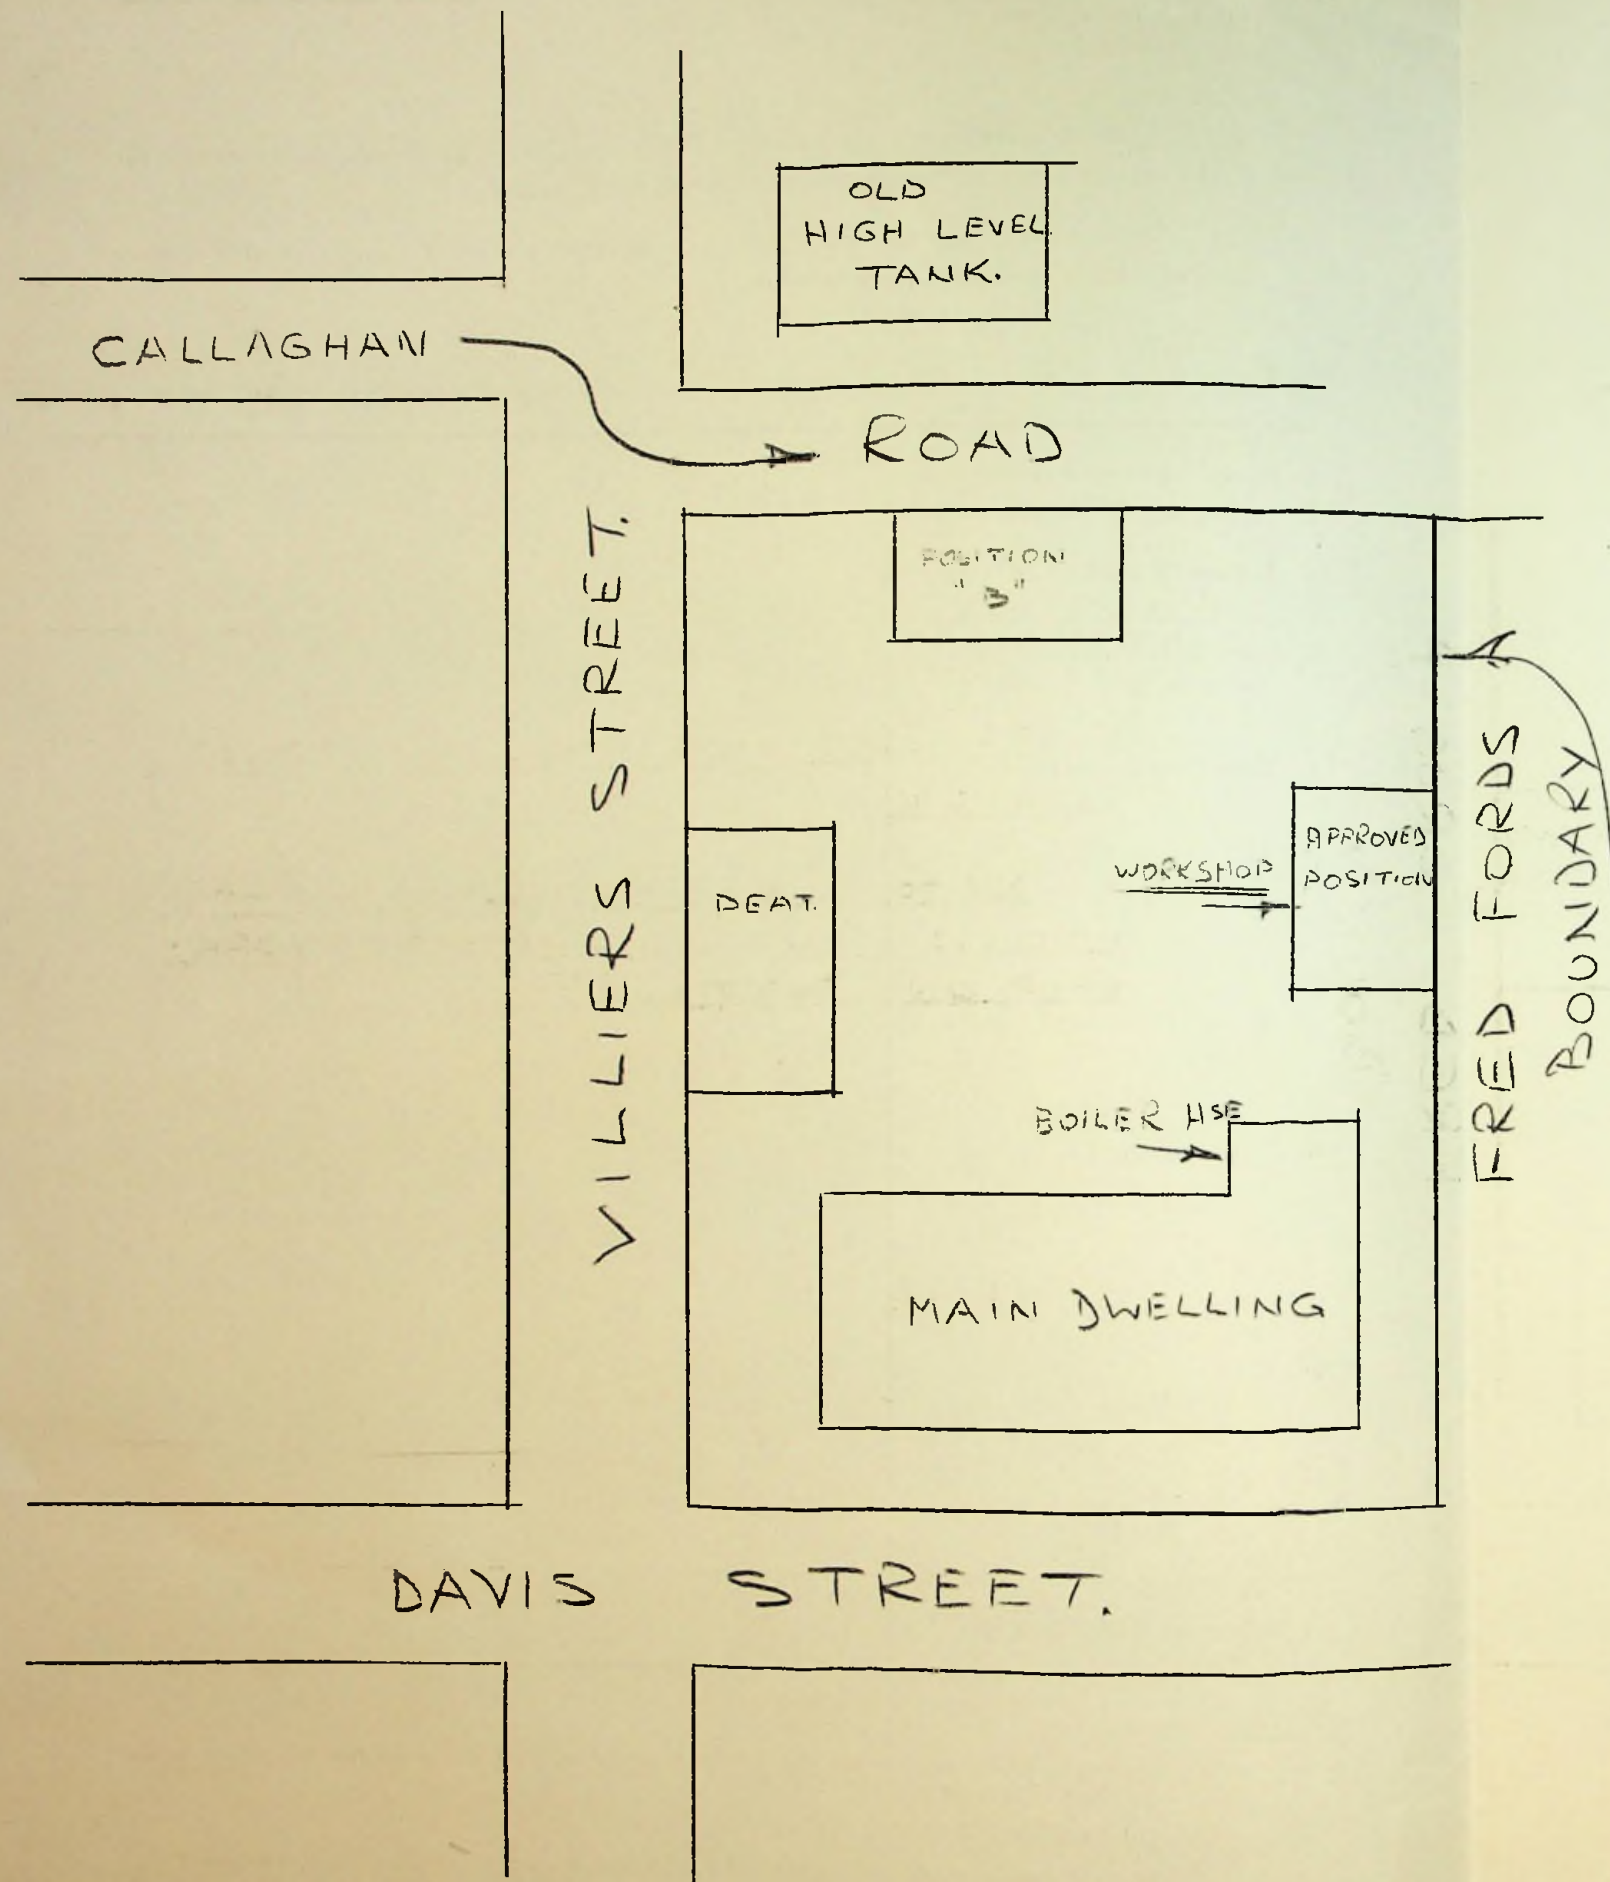 OLD
HIGH LEVEL
TANK.
CALLAGHAN
ROAD
VILLIERS STREET.
POSITION
"B"
APPROVED
POSITION
WORKSHOP
DEAT.
FRED FORDS
BOUNDARY
BOILER HSE
MAIN DWELLING
DAVIS STREET.